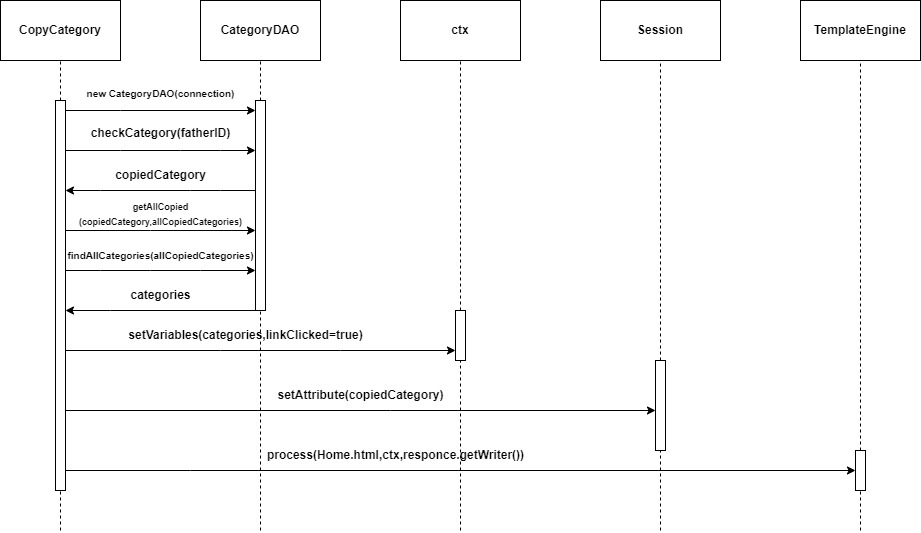 CopyCategory
CategoryDAO
ctx
Session
TemplateEngine
new CategoryDAO(connection)
checkCategory(fatherID)
copiedCategory
getAllCopied
(copiedCategory,allCopiedCategories)
findAllCategories(allCopiedCategories)
categories
setVariables(categories,linkClicked=true)
setAttribute(copiedCategory)
process(Home.html,ctx,responce.getWriter())